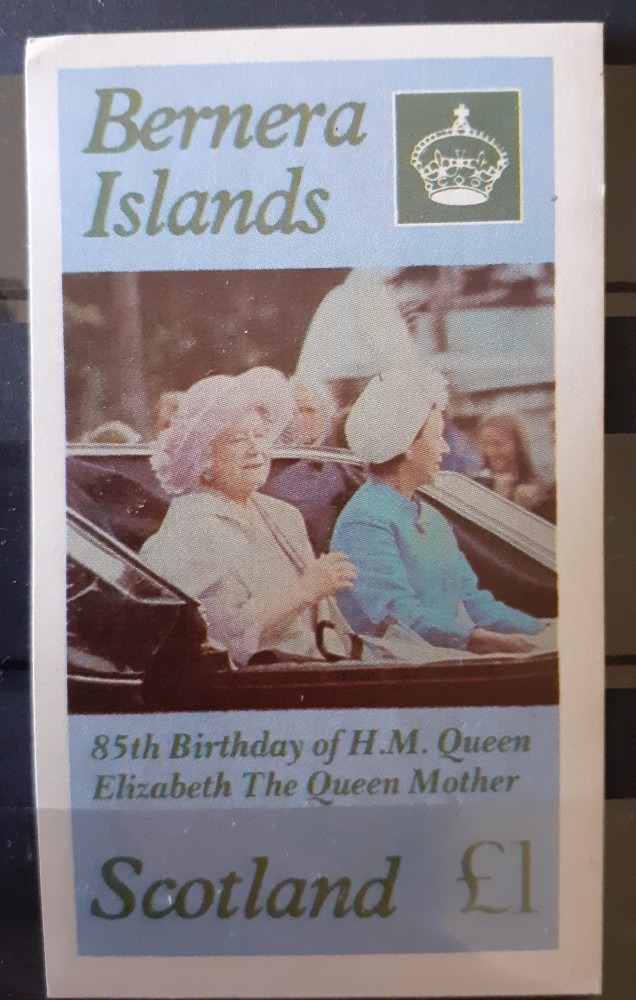 Bernera
Islands
85th Birthday of H.M. Queen
Elizabeth The Queen Mother
Scotland £1